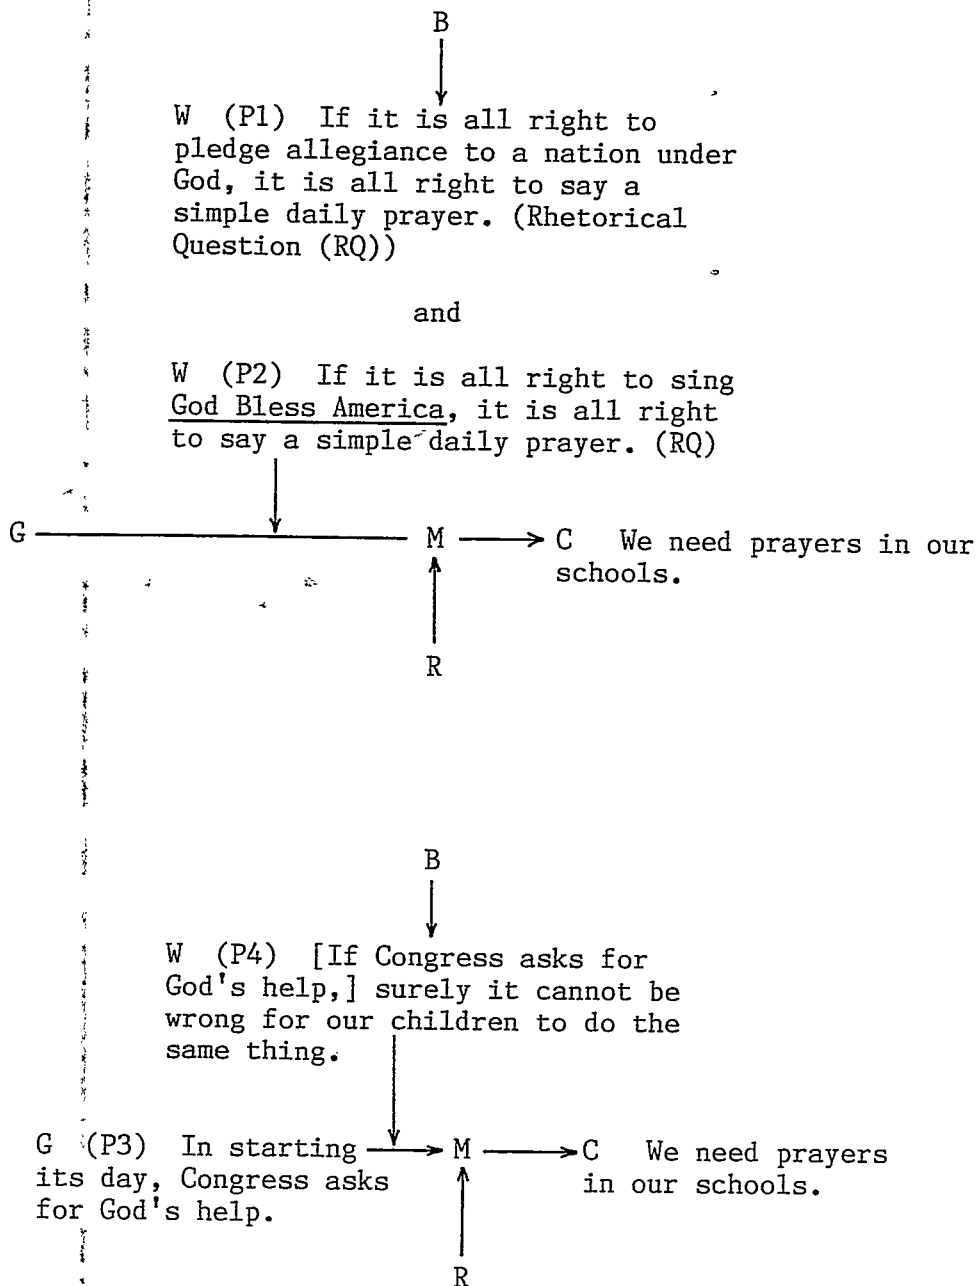 B
W (P1) If it is all right to
pledge allegiance to a nation under
God, it is all right to say a
simple daily prayer. (Rhetorical
Question (RQ))
and
W (P2) If it is all right to sing
God Bless America, it is all right
to say a simple daily prayer. (RQ)
G M C We need prayers in our
schools.
R
B
W (P4) [If Congress asks for
God's help,] surely it cannot be
wrong for our children to do the
same thing.
G (P3) In starting M C We need prayers
its day, Congress asks in our schools.
for God's help.
R